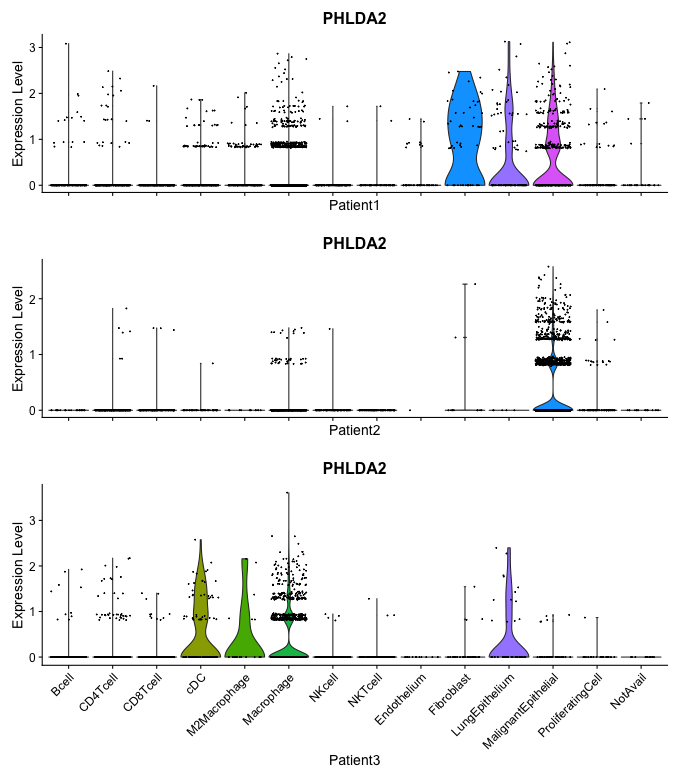 PHLDA2
Expression Level
3
2
1
0
Patient1
PHLDA2
Expression Level
2
1
0
Patient2
PHLDA2
Expression Level
3
2
1
0
Bcell
CD4Tcell
CD8Tcell
cDC
M2Macrophage
Macrophage
NKcell
NKTcell
Endothelium
Fibroblast
LungEpithelium
MalignantEpithelial
ProliferatingCell
NotAvail
Patient3